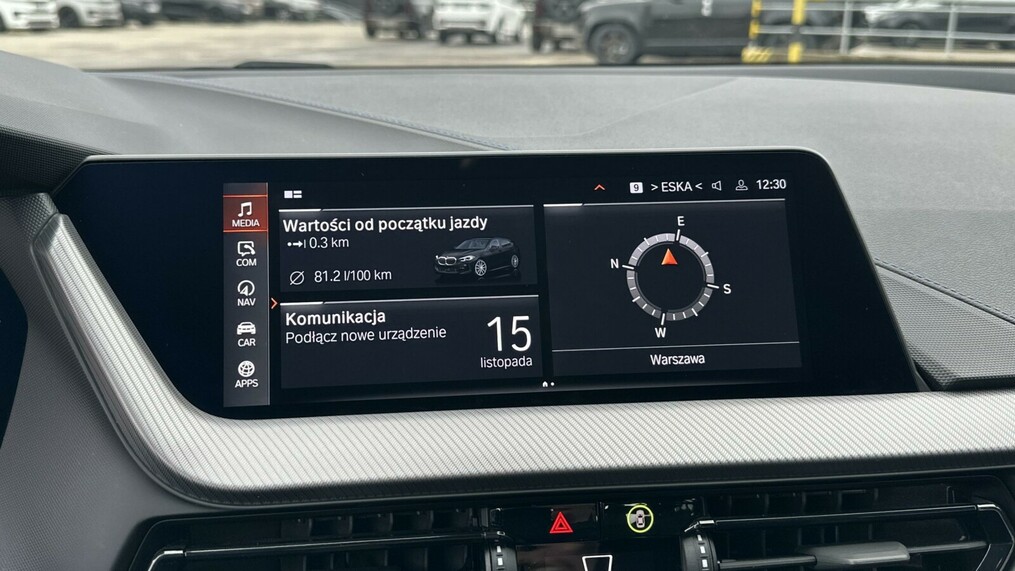 9 > ESKA < 12:30
MEDIA
COM
NAV
CAR
APPS
Wartości od początku jazdy
0.3 km
81.2 l/100 km
Komunikacja
Podłącz nowe urządzenie
15
listopada
E
N
S
W
Warszawa